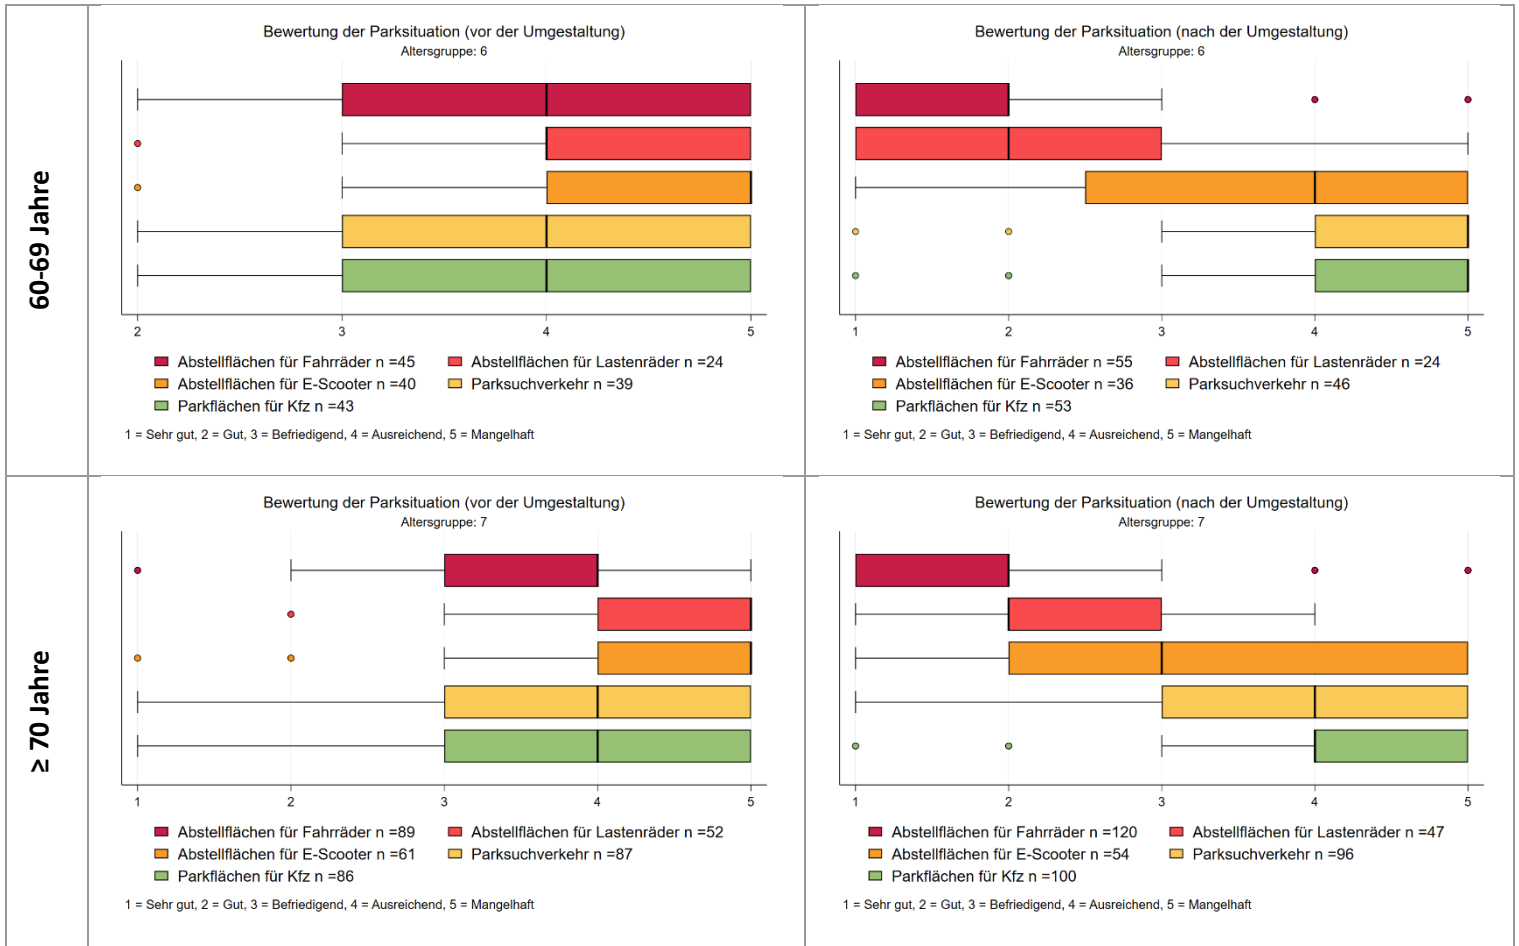 60-69 Jahre
Bewertung der Parksituation (vor der Umgestaltung)
Altersgruppe: 6
2 3 4 5
Abstellflächen für Fahrräder n =45 Abstellflächen für Lastenräder n =24
Abstellflächen für E-Scooter n =40 Parksuchverkehr n =39
Parkflächen für Kfz n =43
1 = Sehr gut, 2 = Gut, 3 = Befriedigend, 4 = Ausreichend, 5 = Mangelhaft
Bewertung der Parksituation (nach der Umgestaltung)
Altersgruppe: 6
1 2 3 4 5
Abstellflächen für Fahrräder n =55 Abstellflächen für Lastenräder n =24
Abstellflächen für E-Scooter n =36 Parksuchverkehr n =46
Parkflächen für Kfz n =53
1 = Sehr gut, 2 = Gut, 3 = Befriedigend, 4 = Ausreichend, 5 = Mangelhaft
≥ 70 Jahre
Bewertung der Parksituation (vor der Umgestaltung)
Altersgruppe: 7
1 2 3 4 5
Abstellflächen für Fahrräder n =89 Abstellflächen für Lastenräder n =52
Abstellflächen für E-Scooter n =61 Parksuchverkehr n =87
Parkflächen für Kfz n =86
1 = Sehr gut, 2 = Gut, 3 = Befriedigend, 4 = Ausreichend, 5 = Mangelhaft
Bewertung der Parksituation (nach der Umgestaltung)
Altersgruppe: 7
1 2 3 4 5
Abstellflächen für Fahrräder n =120 Abstellflächen für Lastenräder n =47
Abstellflächen für E-Scooter n =54 Parksuchverkehr n =96
Parkflächen für Kfz n =100
1 = Sehr gut, 2 = Gut, 3 = Befriedigend, 4 = Ausreichend, 5 = Mangelhaft